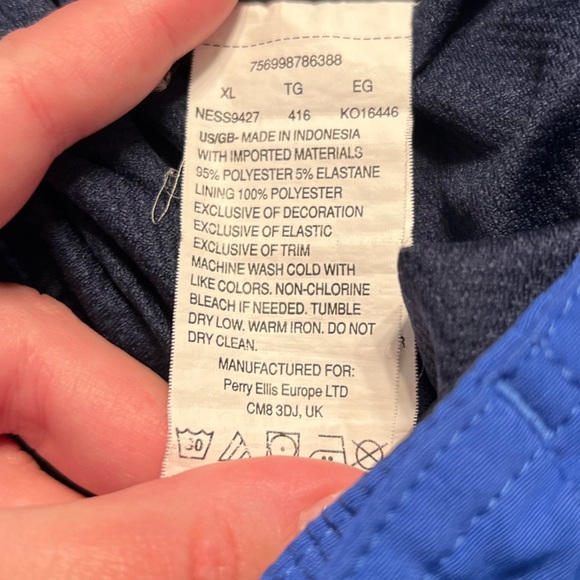 756998786388
XL TG EG
NESS9427 416 KO16446
US/GB- MADE IN INDONESIA
WITH IMPORTED MATERIALS
95% POLYESTER 5% ELASTANE
LINING 100% POLYESTER
EXCLUSIVE OF DECORATION
EXCLUSIVE OF ELASTIC
EXCLUSIVE OF TRIM
MACHINE WASH COLD WITH
LIKE COLORS. NON-CHLORINE
BLEACH IF NEEDED. TUMBLE
DRY LOW. WARM IRON. DO NOT
DRY CLEAN.
MANUFACTURED FOR:
Perry Ellis Europe LTD
CM8 3DJ, UK
30